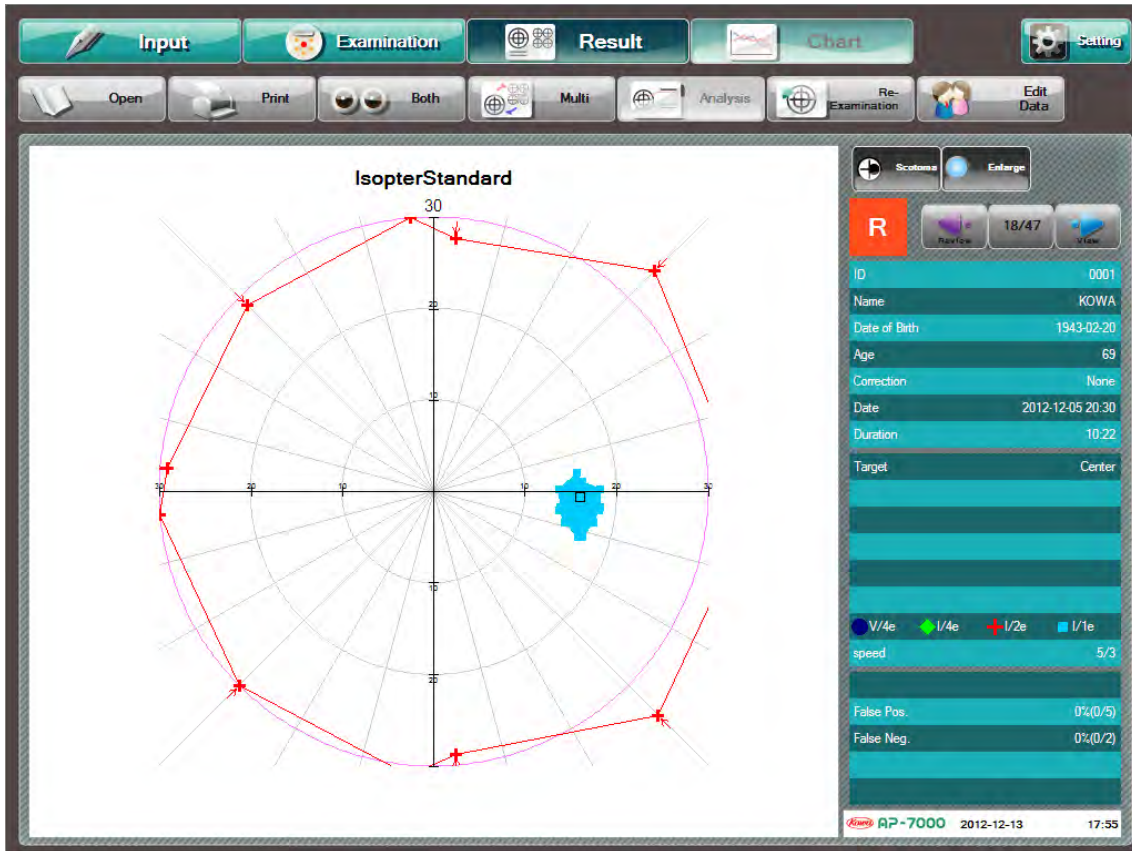 Input Examination Result Chart Setting
Open Print Both Multi Analysis Re-Examination Edit Data
IsopterStandard
30
20
10
30 20 10 10 20 30
10
20
Scotoma Enlarge
R Review 18/47 View
ID 0001
Name KOWA
Date of Birth 1943-02-20
Age 69
Correction None
Date 2012-12-05 20:30
Duration 10:22
Target Center
V/4e I/4e I/2e I/1e
speed 5/3
False Pos. 0%(0/5)
False Neg. 0%(0/2)
Kowa AP-7000 2012-12-13 17:55